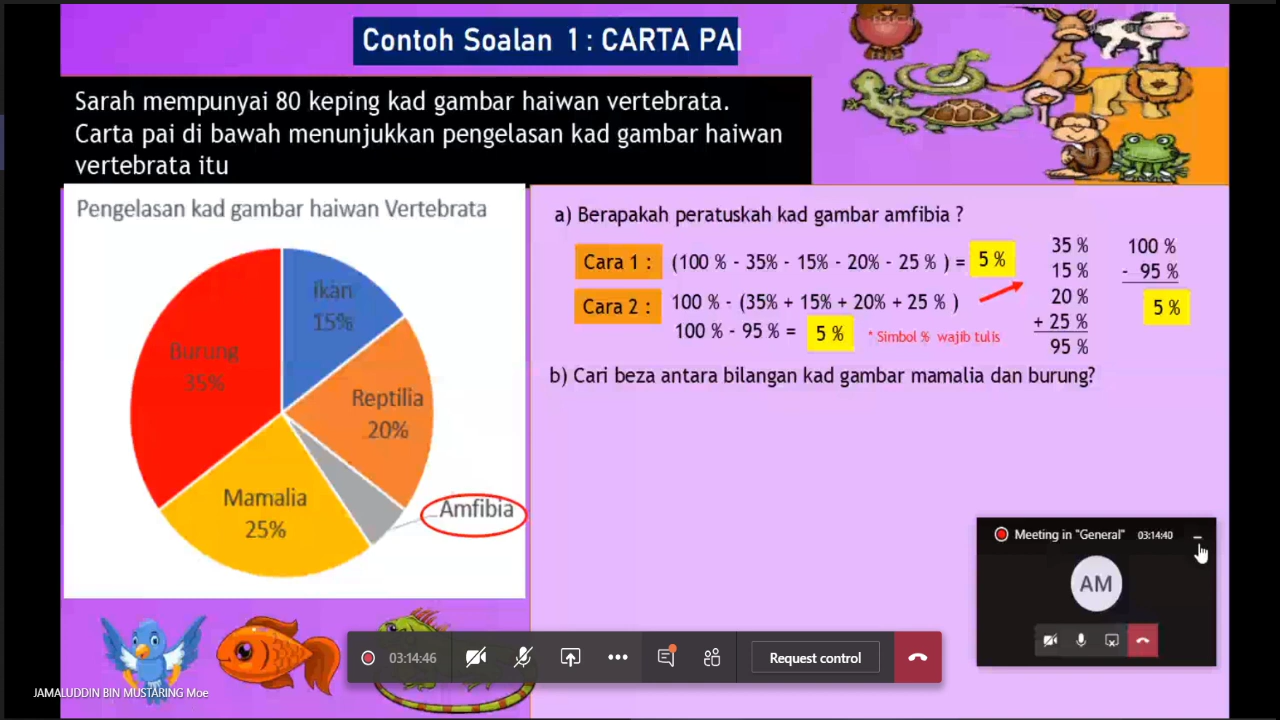 Contoh Soalan 1 : CARTA PAI
Sarah mempunyai 80 keping kad gambar haiwan vertebrata.
Carta pai di bawah menunjukkan pengelasan kad gambar haiwan
vertebrata itu
Pengelasan kad gambar haiwan Vertebrata
Ikan
15%
Burung
35%
Reptilia
20%
Mamalia
25%
Amfibia
a) Berapakah peratuskah kad gambar amfibia ?
Cara 1 : (100 % - 35% - 15% - 20% - 25 % ) = 5 %
Cara 2 : 100 % - (35% + 15% + 20% + 25 % )
100 % - 95 % = 5 %
* Simbol % wajib tulis
35 %
15 %
20 %
+ 25 %
95 %
100 %
- 95 %
5 %
b) Cari beza antara bilangan kad gambar mamalia dan burung?
Meeting in "General" 03:14:40
AM
03:14:46
Request control
JAMALUDDIN BIN MUSTARING Moe